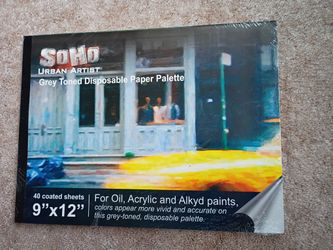 SoHo
URBAN ARTIST
Grey Toned Disposable Paper Palette
40 coated sheets
9"x12"
For Oil, Acrylic and Alkyd paints,
colors appear more vivid and accurate on
this grey-toned, disposable palette.